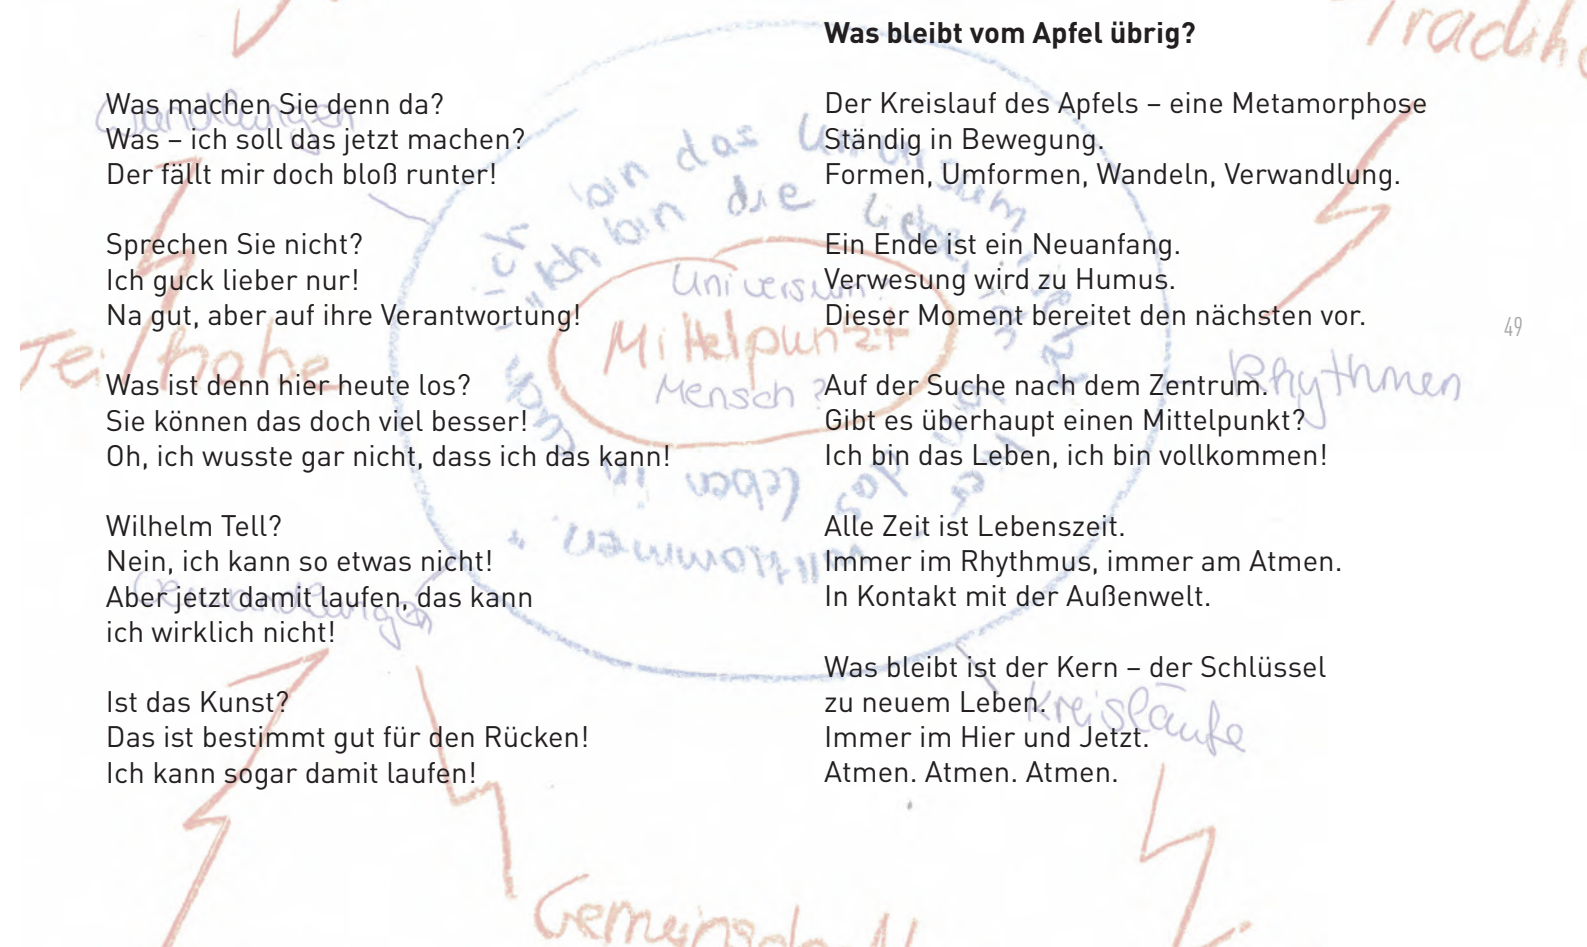 Was machen Sie denn da?
Was – ich soll das jetzt machen?
Der fällt mir doch bloß runter!
Sprechen Sie nicht?
Ich guck lieber nur!
Na gut, aber auf ihre Verantwortung!
Was ist denn hier heute los?
Sie können das doch viel besser!
Oh, ich wusste gar nicht, dass ich das kann!
Wilhelm Tell?
Nein, ich kann so etwas nicht!
Aber jetzt damit laufen, das kann
ich wirklich nicht!
Ist das Kunst?
Das ist bestimmt gut für den Rücken!
Ich kann sogar damit laufen!
Was bleibt vom Apfel übrig?
Der Kreislauf des Apfels – eine Metamorphose
Ständig in Bewegung.
Formen, Umformen, Wandeln, Verwandlung.
Ein Ende ist ein Neuanfang.
Verwesung wird zu Humus.
Dieser Moment bereitet den nächsten vor.
Auf der Suche nach dem Zentrum.
Gibt es überhaupt einen Mittelpunkt?
Ich bin das Leben, ich bin vollkommen!
Alle Zeit ist Lebenszeit.
Immer im Rhythmus, immer am Atmen.
In Kontakt mit der Außenwelt.
Was bleibt ist der Kern – der Schlüssel
zu neuem Leben.
Immer im Hier und Jetzt.
Atmen. Atmen. Atmen.
49
Wandlungen
Teilhabe
Universum?
Mittelpunkt
Mensch?
Rhythmen
Kreisläufe